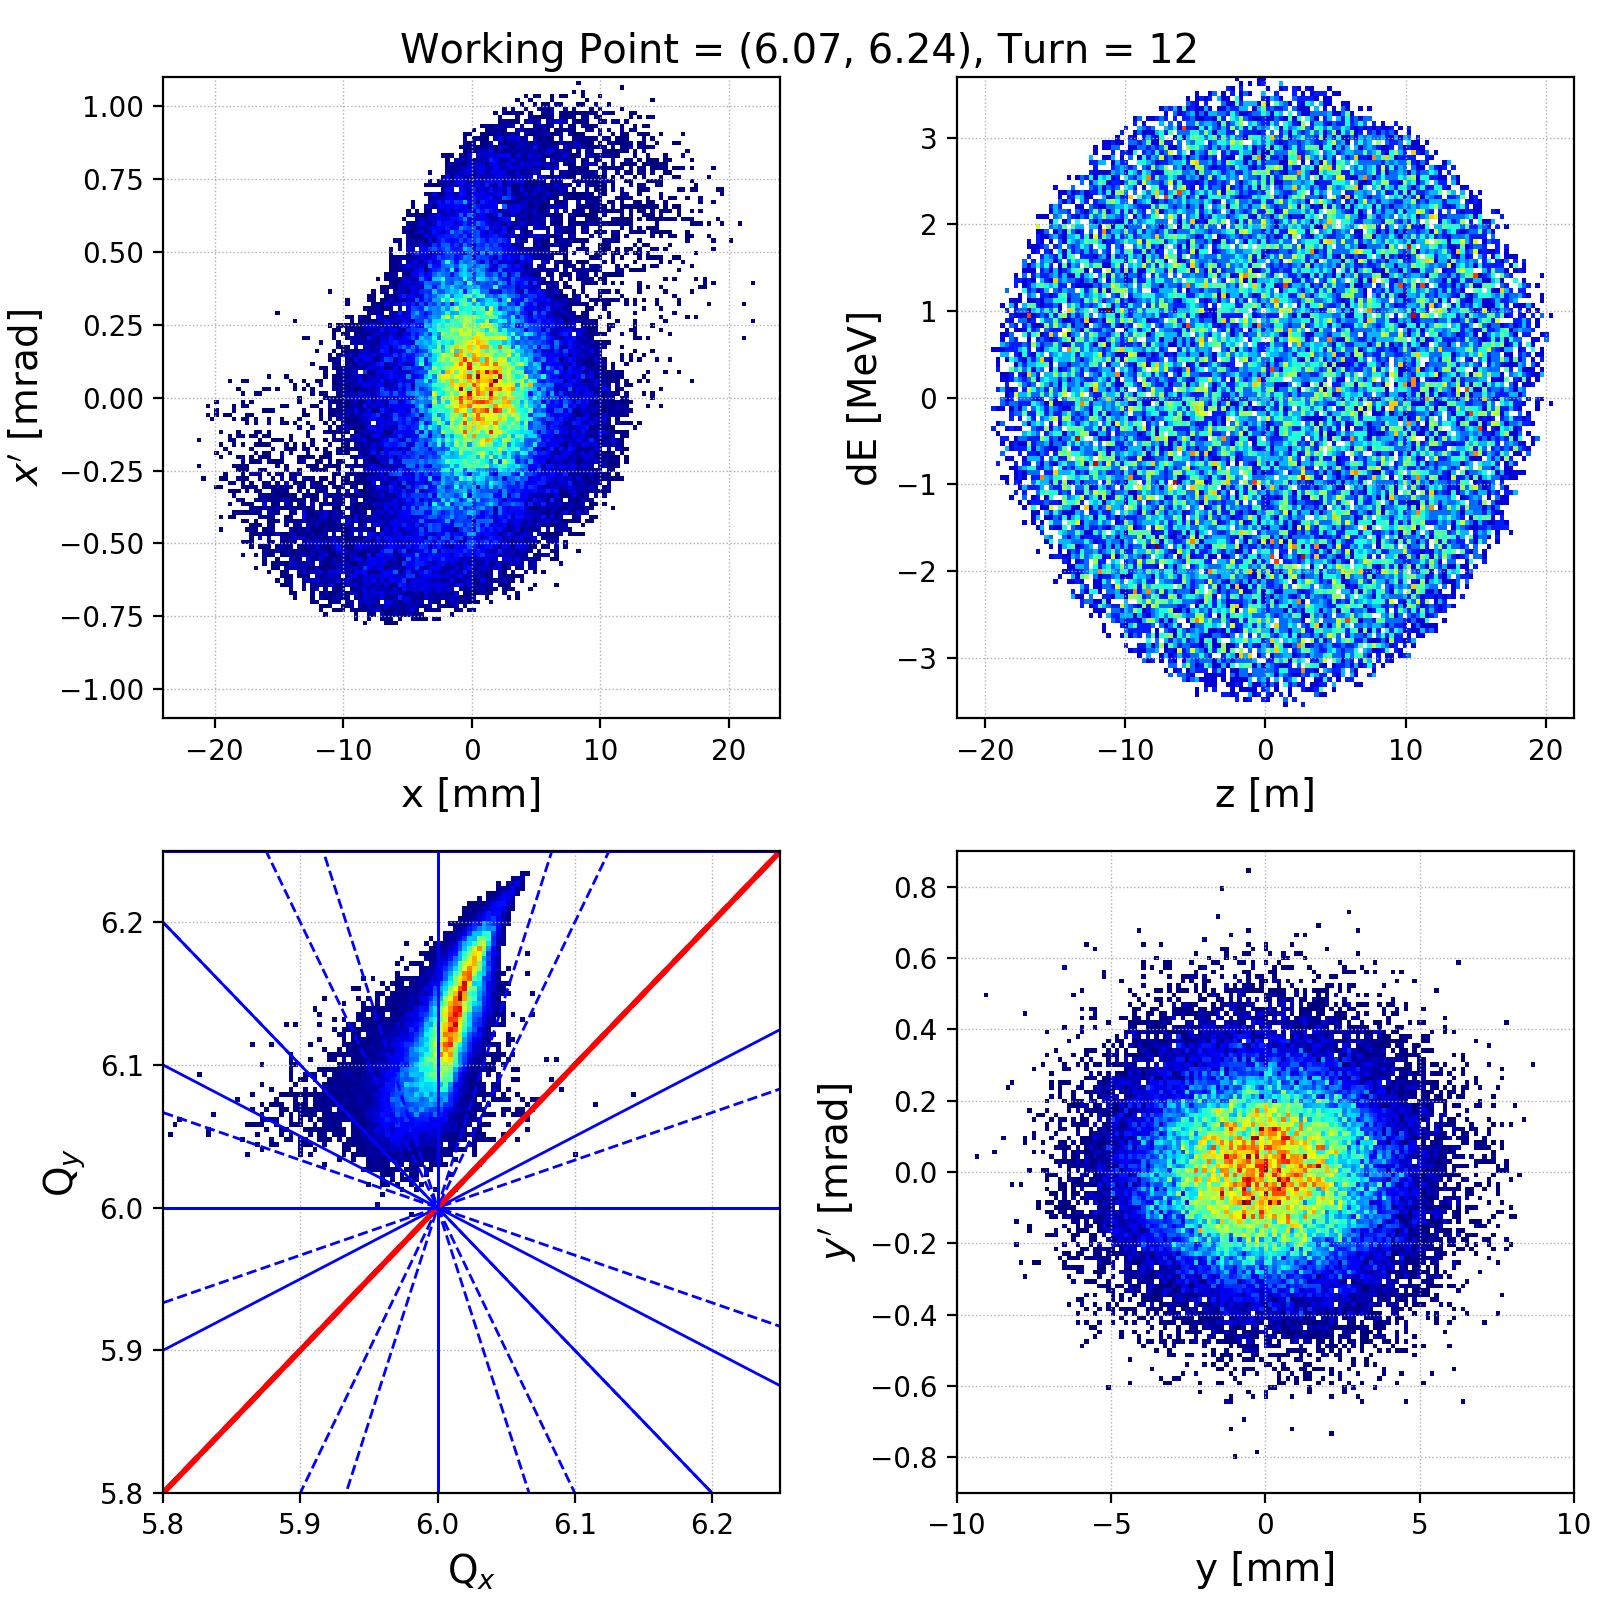 Working Point = (6.07, 6.24), Turn = 12
1.00
0.75
0.50
0.25
0.00
−0.25
−0.50
−0.75
−1.00
x′ [mrad]
−20 −10 0 10 20
x [mm]
3
2
1
0
−1
−2
−3
dE [MeV]
−20 −10 0 10 20
z [m]
6.2
6.1
6.0
5.9
5.8
Qy
5.8 5.9 6.0 6.1 6.2
Qx
0.8
0.6
0.4
0.2
0.0
−0.2
−0.4
−0.6
−0.8
y′ [mrad]
−10 −5 0 5 10
y [mm]